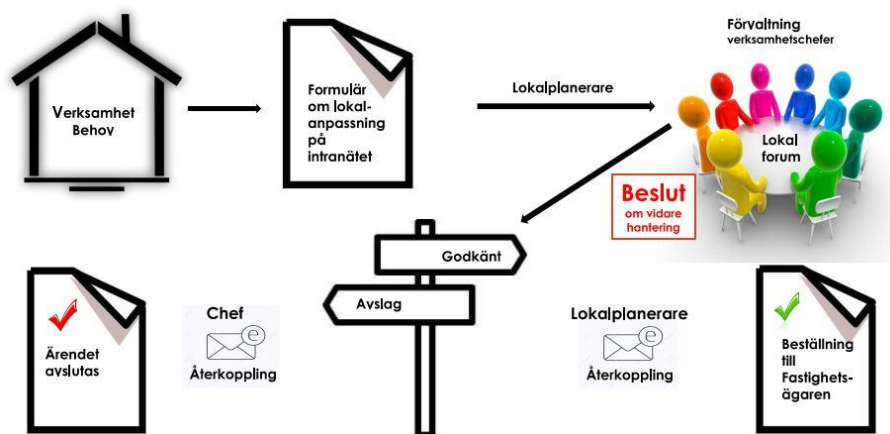 Verksamhet
Behov
Formulär
om lokal-
anpassning
på
intranätet
Lokalplanerare
Förvaltning
verksamhetschefer
Lokal
forum
Beslut
om vidare
hantering
Godkänt
Avslag
Ärendet
avslutas
Chef
e
Återkoppling
Lokalplanerare
e
Återkoppling
Beställning
till
Fastighets-
ägaren